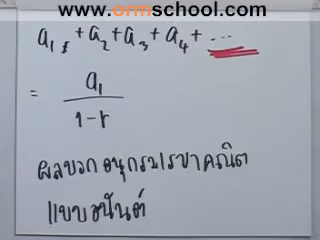 www.ormschool.com
a₁ + a₂ + a₃ + a₄ + ...
= a₁ / (1-r)
ผลบวกอนุกรมเรขาคณิต
แบบอนันต์